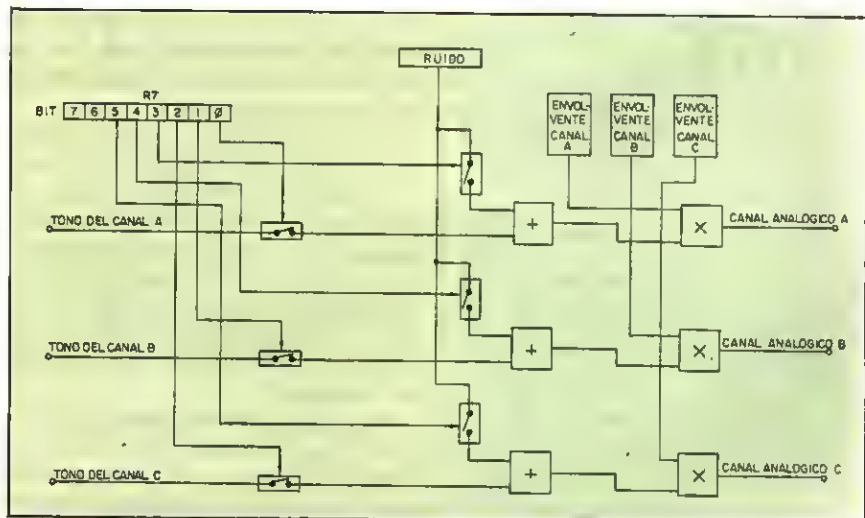 RUIDO
R7
BIT 7 6 5 4 3 2 1 0
ENVOL-
VENTE
CANAL
A
ENVOL-
VENTE
CANAL
B
ENVOL-
VENTE
CANAL
C
TONO DEL CANAL A
+
×
CANAL ANALOGICO A
TONO DEL CANAL B
+
×
CANAL ANALOGICO B
TONO DEL CANAL C
+
×
CANAL ANALOGICO C